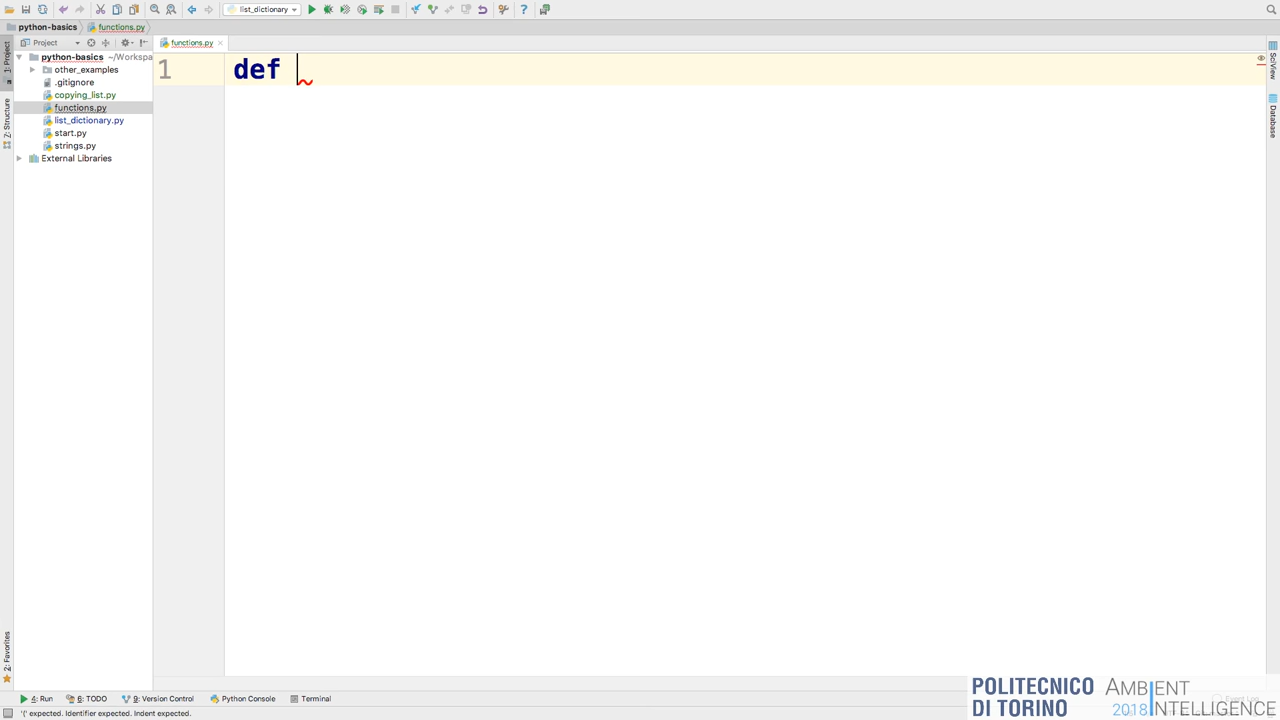 list_dictionary
python-basics functions.py
1: Project
Project
functions.py
python-basics ~/Workspa
1 def
other_examples
.gitignore
copying_list.py
functions.py
list_dictionary.py
start.py
strings.py
External Libraries
Z: Structure
2: Favorites
SciView
Database
4: Run 6: TODO 9: Version Control Python Console Terminal Event Log
'(' expected. Identifier expected. Indent expected.
POLITECNICO
DI TORINO
AMBIENT
2018 INTELLIGENCE